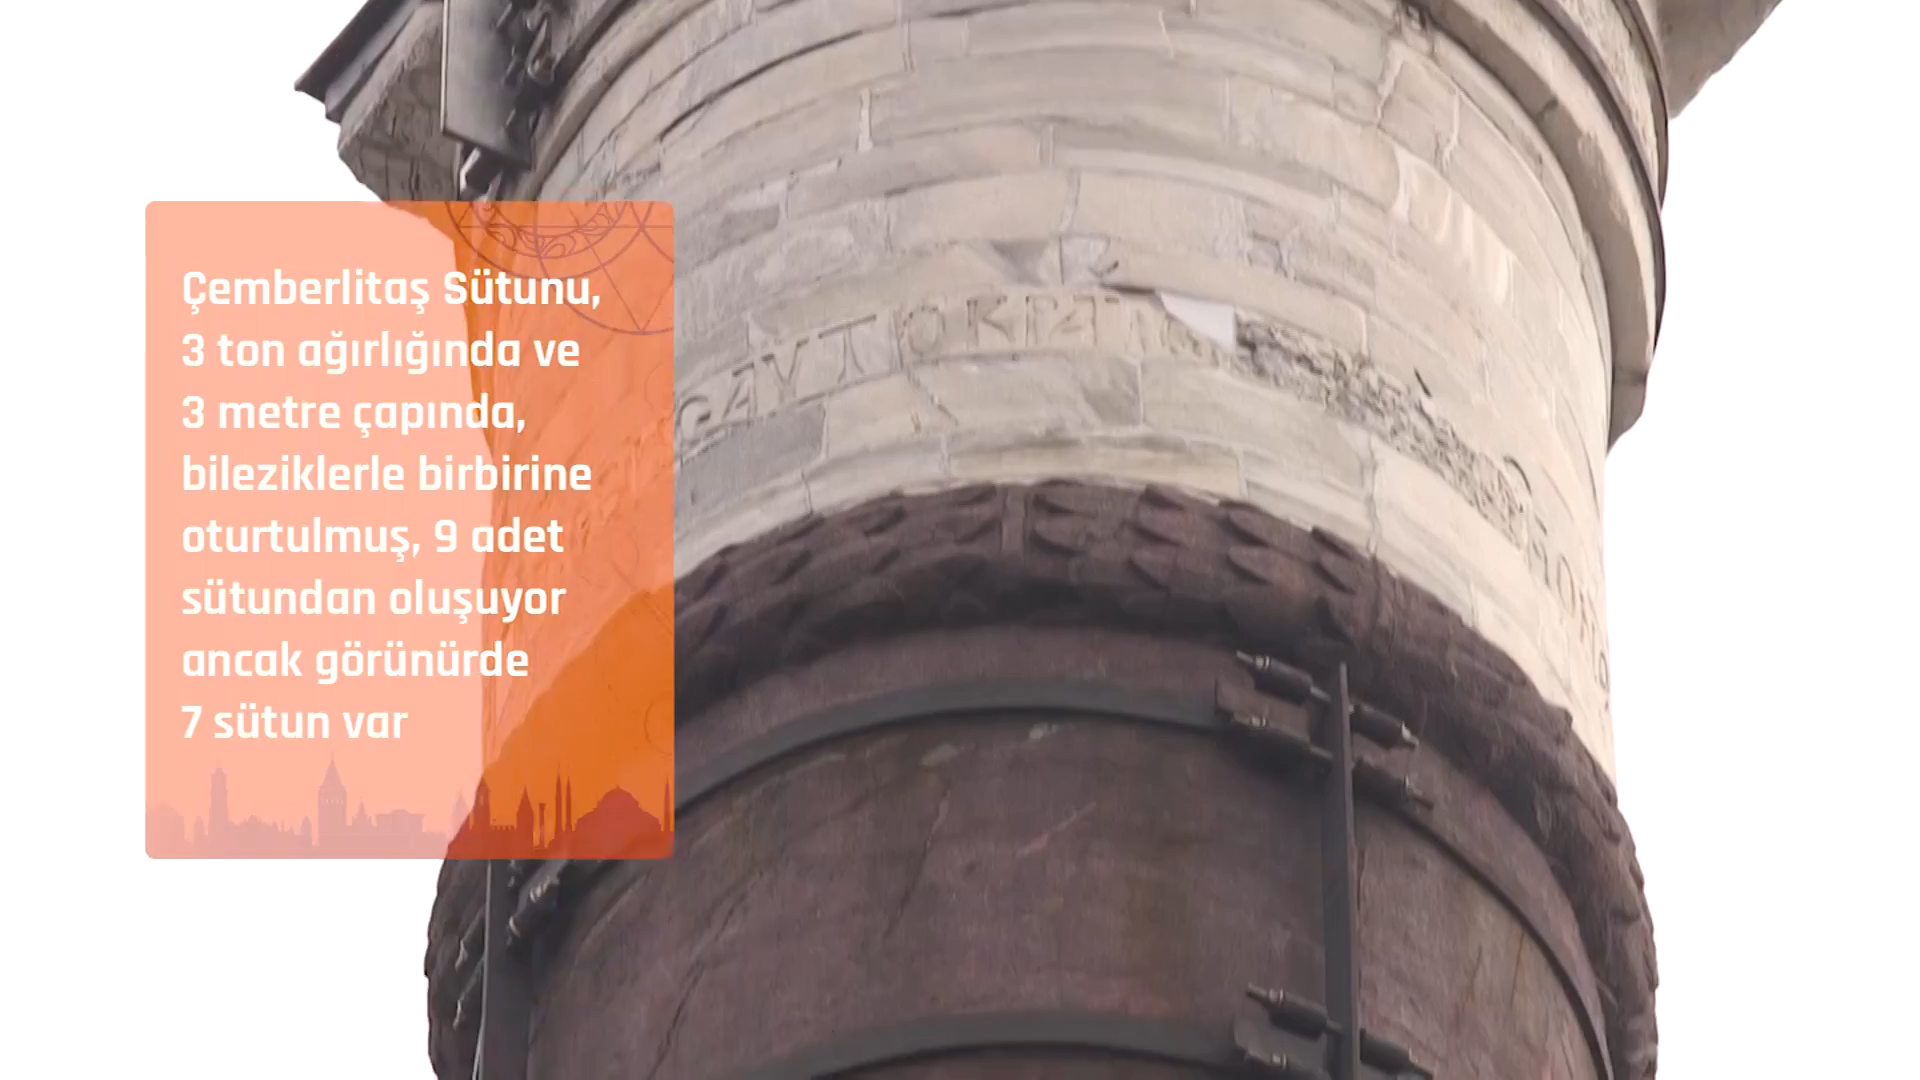 Çemberlitaş Sütunu,
3 ton ağırlığında ve
3 metre çapında,
bileziklerle birbirine
oturtulmuş, 9 adet
sütundan oluşuyor
ancak görünürde
7 sütun var